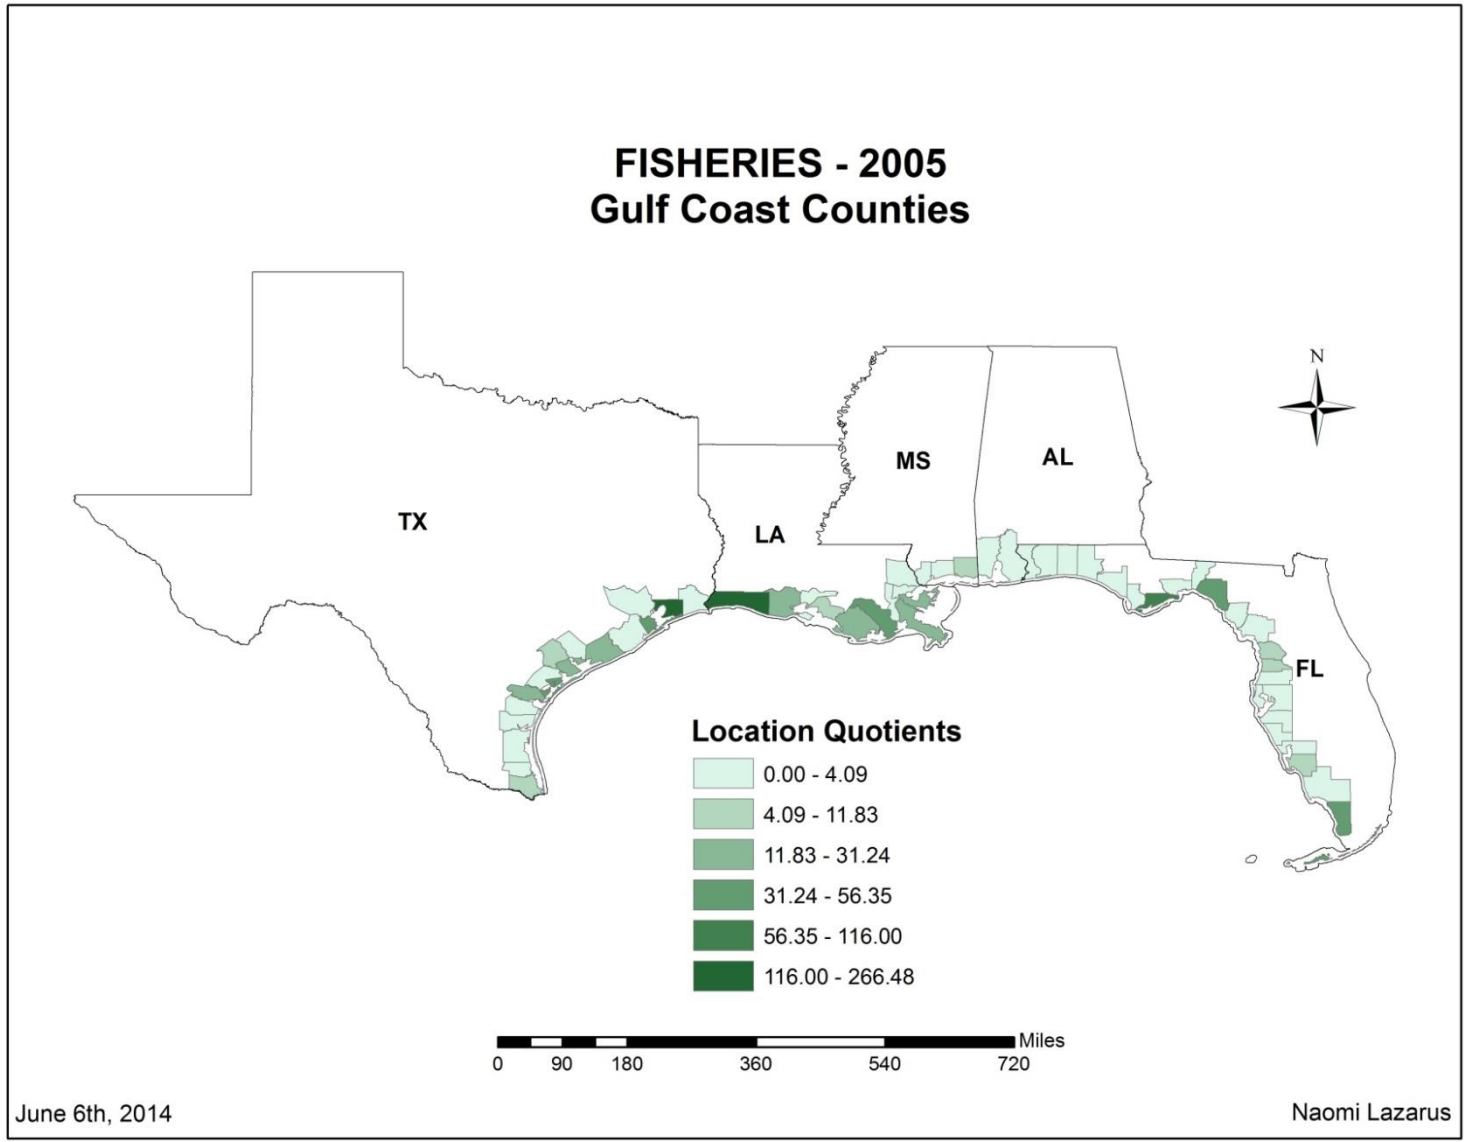 FISHERIES - 2005
Gulf Coast Counties
N
MS
AL
TX
LA
FL
Location Quotients
0.00 - 4.09
4.09 - 11.83
11.83 - 31.24
31.24 - 56.35
56.35 - 116.00
116.00 - 266.48
Miles
0 90 180 360 540 720
June 6th, 2014
Naomi Lazarus